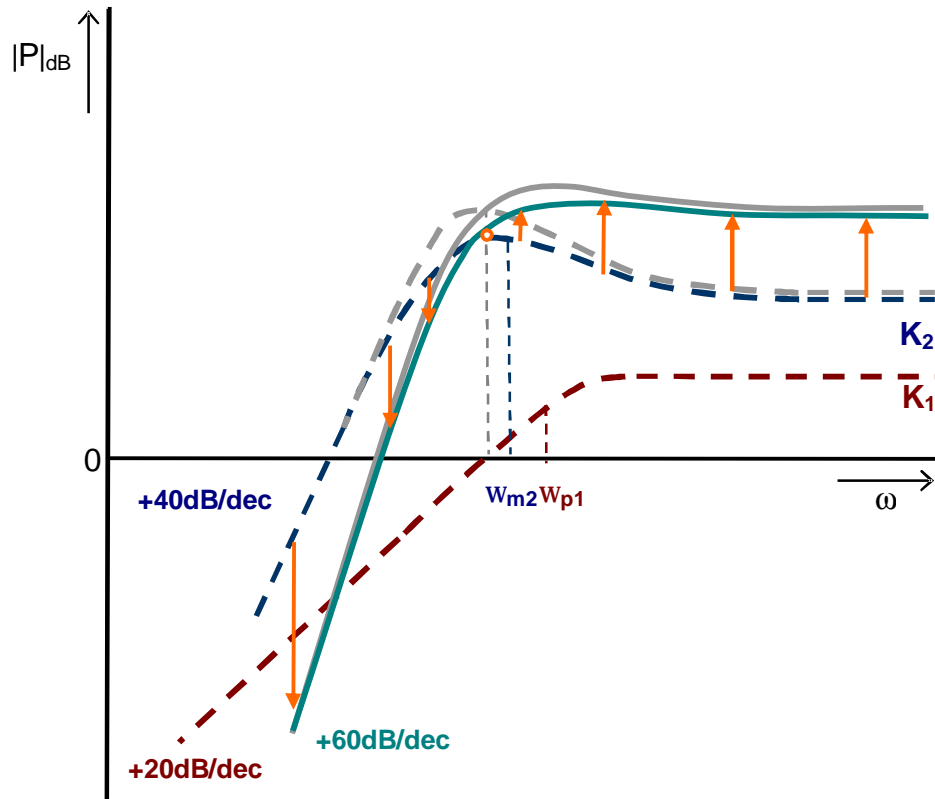 |P|dB
K2
K1
0
+40dB/dec
wm2 wp1
ω
+60dB/dec
+20dB/dec